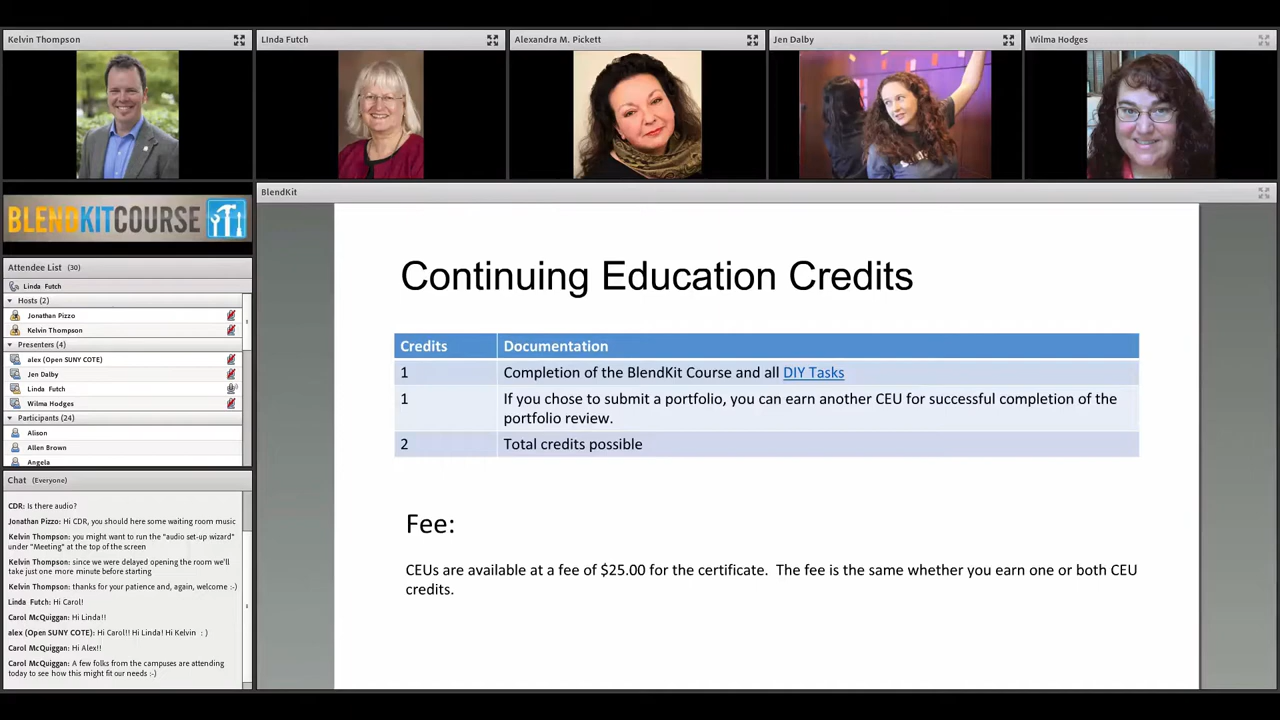 Kelvin Thompson
LInda Futch
Alexandra M. Pickett
Jen Dalby
Wilma Hodges
BLENDKITCOURSE
BlendKit
Attendee List (30)
Linda Futch
Hosts (2)
Jonathan Pizzo
Kelvin Thompson
Presenters (4)
alex (Open SUNY COTE)
Jen Dalby
Linda Futch
Wilma Hodges
Participants (24)
Alison
Allen Brown
Angela
Chat (Everyone)
CDR: Is there audio?
Jonathan Pizzo: Hi CDR, you should here some waiting room music
Kelvin Thompson: you might want to run the "audio set-up wizard"
under "Meeting" at the top of the screen
Kelvin Thompson: since we were delayed opening the room we'll
take just one more minute before starting
Kelvin Thompson: thanks for your patience and, again, welcome :-)
Linda Futch: Hi Carol!
Carol McQuiggan: Hi Linda!!
alex (Open SUNY COTE): Hi Carol!! Hi Linda! Hi Kelvin : )
Carol McQuiggan: Hi Alex!!
Carol McQuiggan: A few folks from the campuses are attending
today to see how this might fit our needs :-)
Continuing Education Credits
Credits Documentation
1 Completion of the BlendKit Course and all DIY Tasks
1 If you chose to submit a portfolio, you can earn another CEU for successful completion of the
portfolio review.
2 Total credits possible
Fee:
CEUs are available at a fee of $25.00 for the certificate. The fee is the same whether you earn one or both CEU
credits.